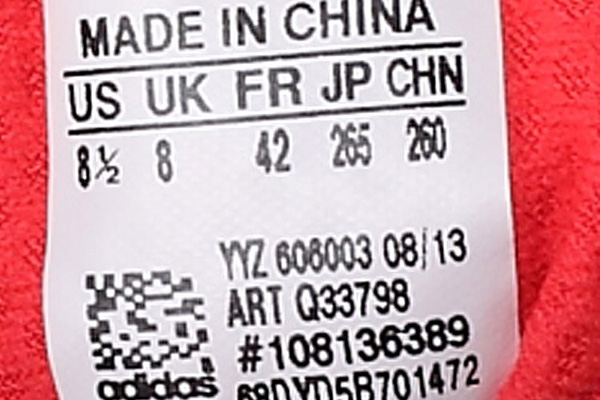 MADE IN CHINA
US UK FR JP CHN
8½ 8 42 265 260
YYZ 606003 08/13
ART Q33798
#108136389
adidas 68DYD5B701472